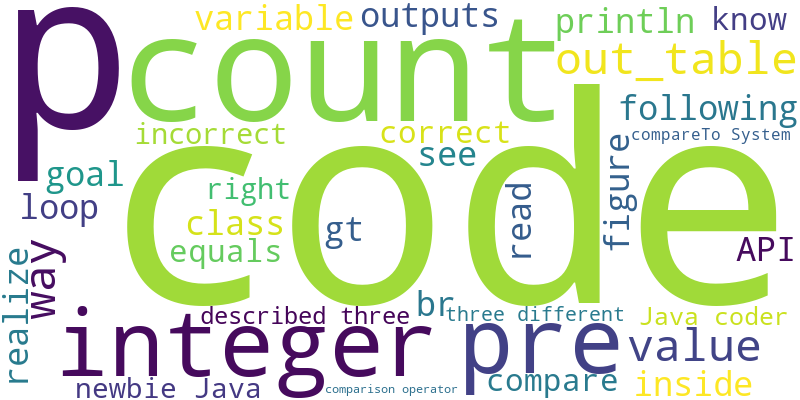 p
count
variable
outputs
println
know
out_table
following
compareTo System
incorrect
correct
see
goal
code
right
loop
class
gt
read
figure
equals
API
way
realize
integer
described three
br
three different
Java coder
pre
value
newbie Java
comparison operator
compare
inside